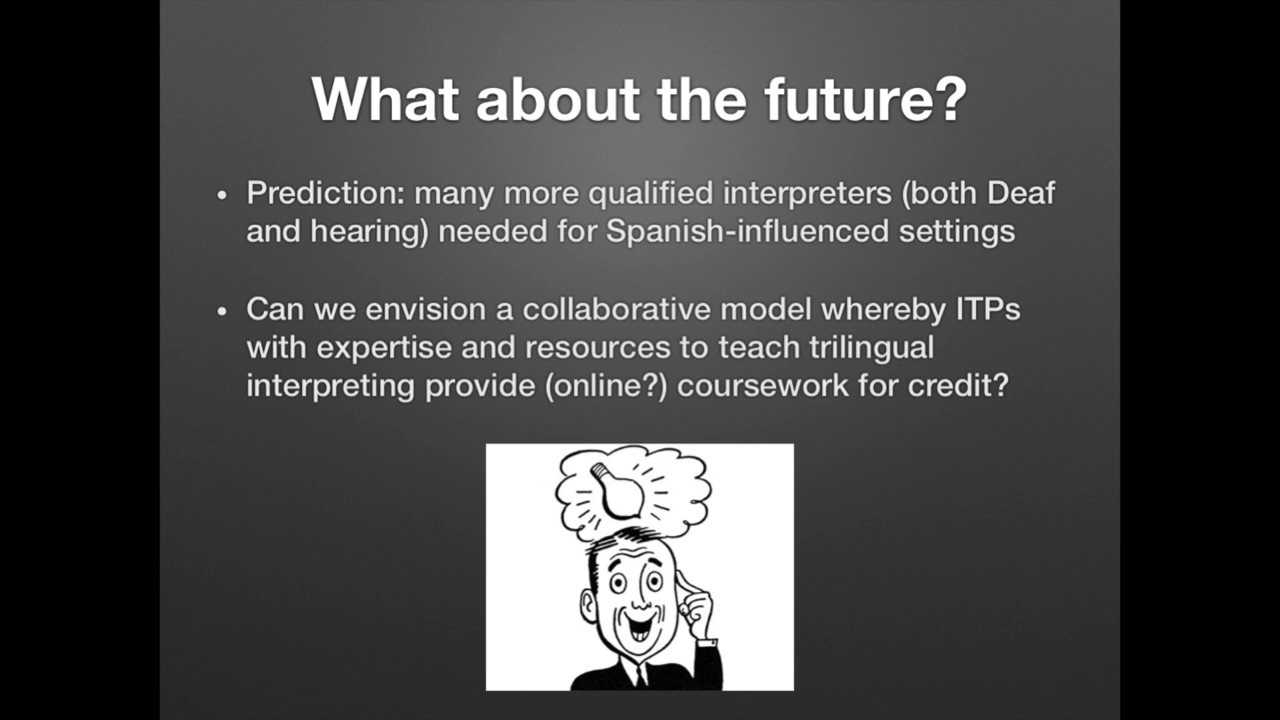 What about the future?
• Prediction: many more qualified interpreters (both Deaf
and hearing) needed for Spanish-influenced settings
• Can we envision a collaborative model whereby ITPs
with expertise and resources to teach trilingual
interpreting provide (online?) coursework for credit?